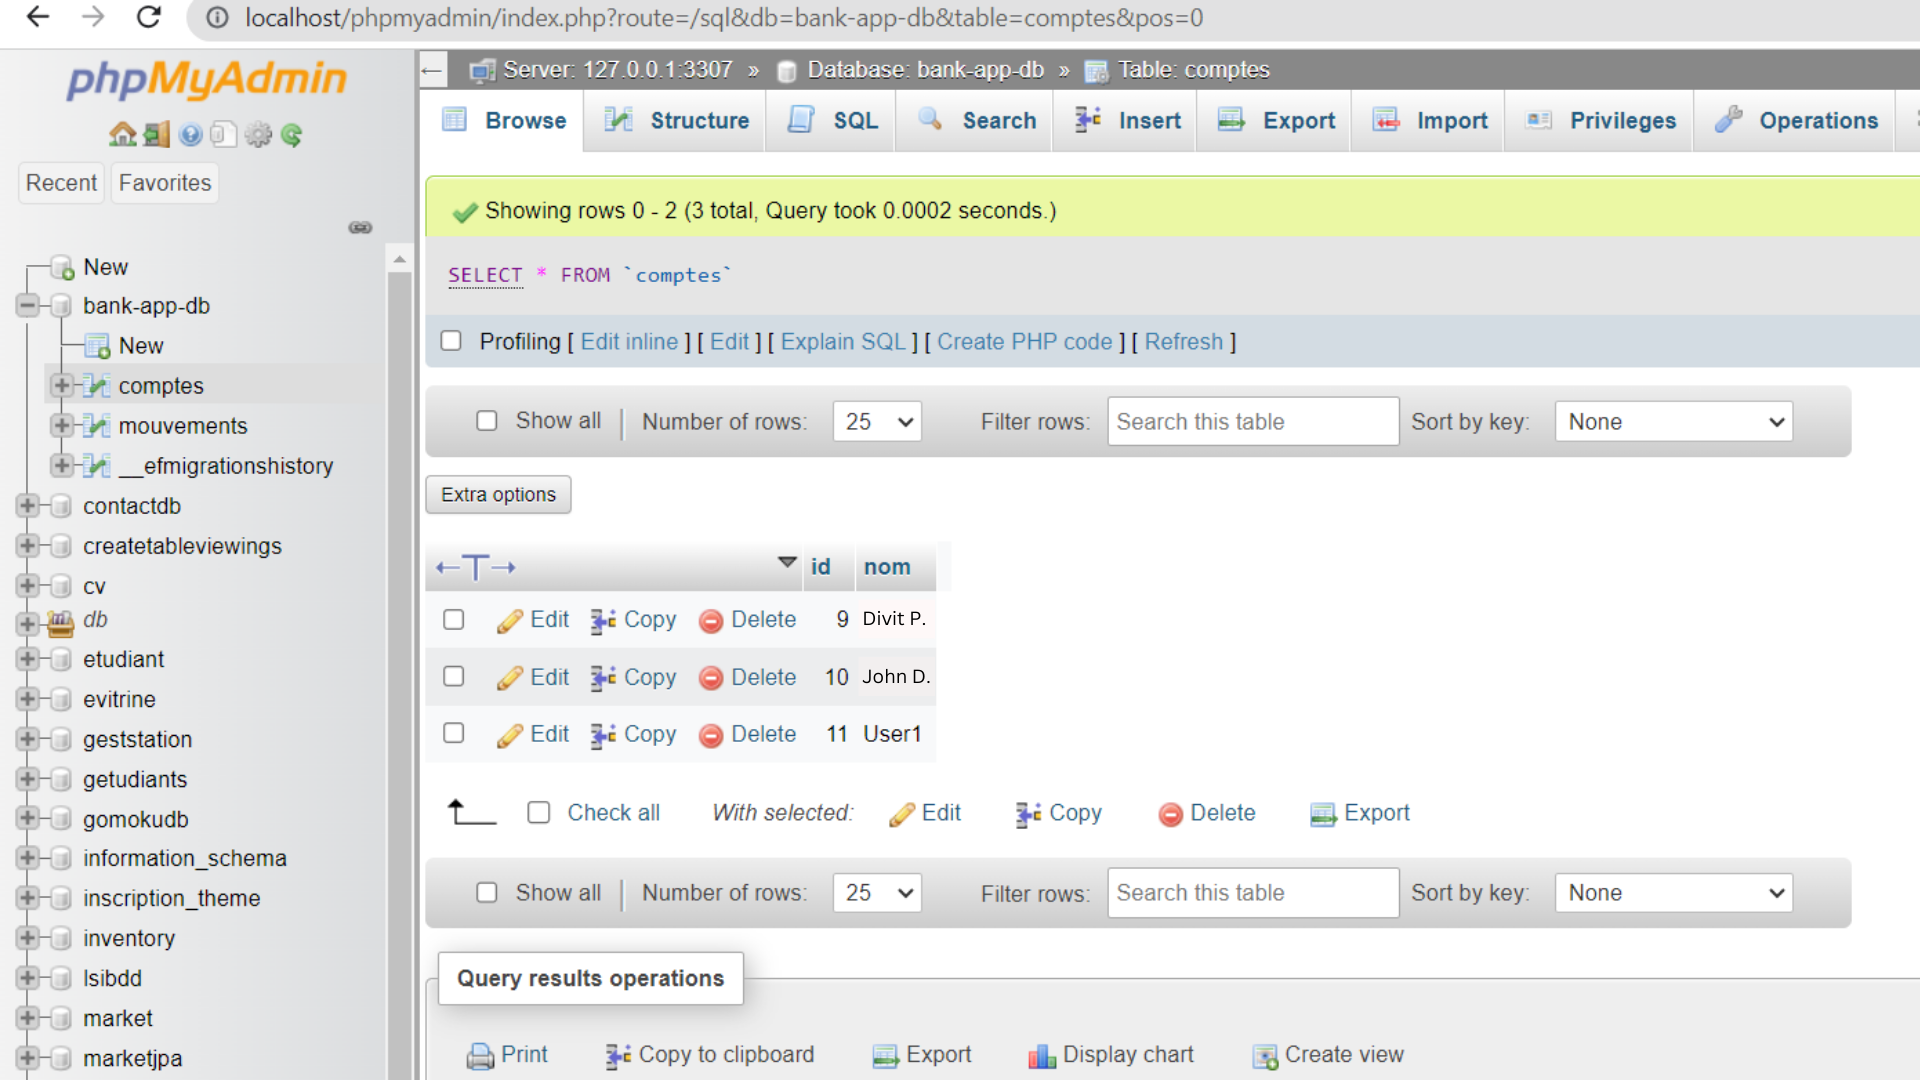 localhost/phpmyadmin/index.php?route=/sql&db=bank-app-db&table=comptes&pos=0
phpMyAdmin
Recent Favorites
New
bank-app-db
New
comptes
mouvements
__efmigrationshistory
contactdb
createtableviewings
cv
db
etudiant
evitrine
geststation
getudiants
gomokudb
information_schema
inscription_theme
inventory
lsibdd
market
marketjpa
Server: 127.0.0.1:3307 » Database: bank-app-db » Table: comptes
Browse Structure SQL Search Insert Export Import Privileges Operations
Showing rows 0 - 2 (3 total, Query took 0.0002 seconds.)
SELECT * FROM `comptes`
Profiling [ Edit inline ] [ Edit ] [ Explain SQL ] [ Create PHP code ] [ Refresh ]
Show all | Number of rows: 25 Filter rows: Search this table Sort by key: None
Extra options
←T→ id nom
Edit Copy Delete 9 Divit P.
Edit Copy Delete 10 John D.
Edit Copy Delete 11 User1
Check all With selected: Edit Copy Delete Export
Show all | Number of rows: 25 Filter rows: Search this table Sort by key: None
Query results operations
Print Copy to clipboard Export Display chart Create view